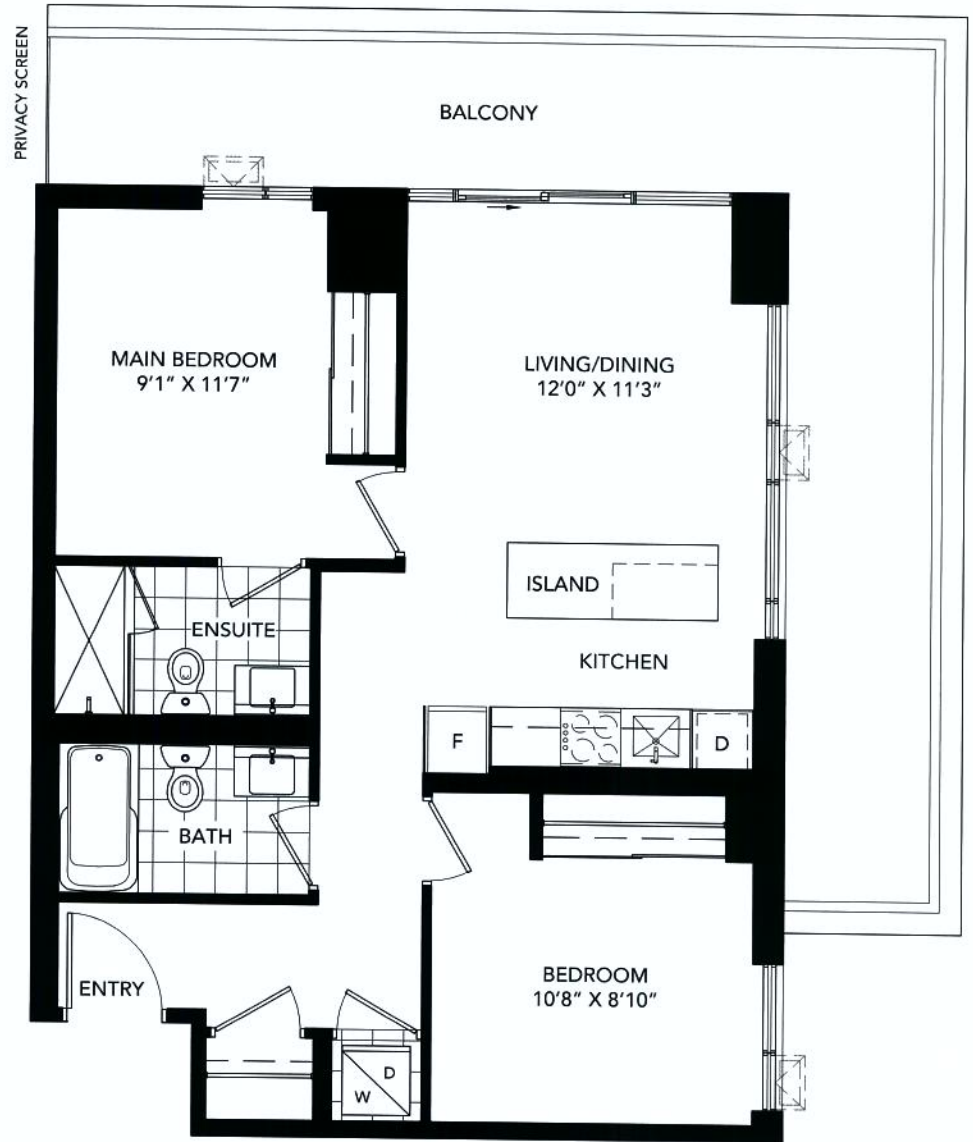 PRIVACY SCREEN
BALCONY
MAIN BEDROOM
9'1" X 11'7"
LIVING/DINING
12'0" X 11'3"
ISLAND
ENSUITE
KITCHEN
F
D
BATH
ENTRY
BEDROOM
10'8" X 8'10"
D
W